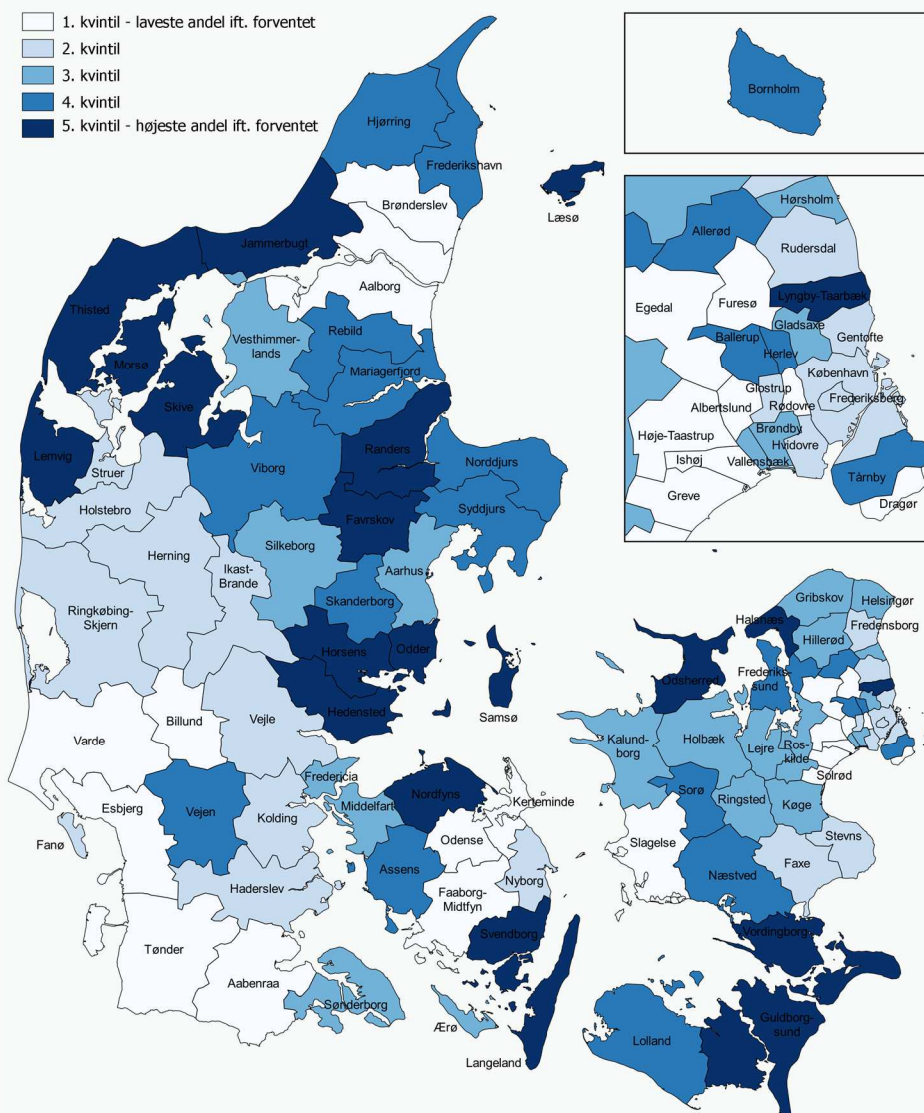 1. kvintil - laveste andel ift. forventet
2. kvintil
3. kvintil
4. kvintil
5. kvintil - højeste andel ift. forventet
Bornholm
Hjørring
Frederikshavn
Læsø
Brønderslev
Jammerbugt
Aalborg
Thisted
Vesthimmer-
lands
Rebild
Morsø
Mariagerfjord
Skive
Randers
Lemvig
Struer
Viborg
Norddjurs
Holstebro
Favrskov
Syddjurs
Herning
Ikast-
Brande
Silkeborg
Aarhus
Skanderborg
Ringkøbing-
Skjern
Horsens
Odder
Hedensted
Samsø
Billund
Vejle
Varde
Fredericia
Nordfyns
Esbjerg
Vejen
Kolding
Middelfart
Kerteminde
Odense
Fanø
Assens
Nyborg
Haderslev
Faaborg-
Midtfyn
Svendborg
Tønder
Aabenraa
Sønderborg
Ærø
Langeland
Hørsholm
Allerød
Rudersdal
Egedal
Furesø
Lyngby-Taarbæk
Gladsaxe
Ballerup
Herlev
Gentofte
København
Glostrup
Frederiksberg
Albertslund
Rødovre
Brøndby
Høje-Taastrup
Hvidovre
Ishøj
Vallensbæk
Tårnby
Greve
Dragør
Gribskov
Helsingør
Halsnæs
Fredensborg
Hillerød
Odsherred
Frederiks-
sund
Kalund-
borg
Holbæk
Lejre
Ros-
kilde
Solrød
Sorø
Ringsted
Køge
Slagelse
Stevns
Faxe
Næstved
Vordingborg
Guldborg-
sund
Lolland